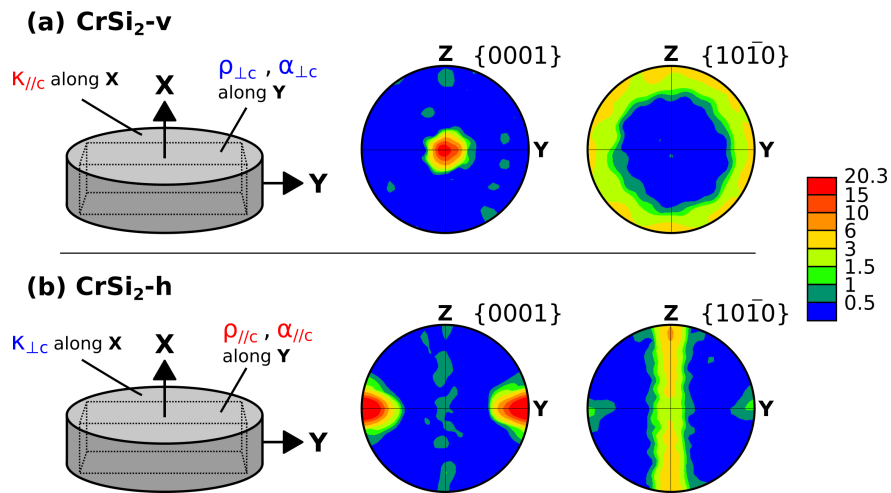 (a) CrSi₂-v
κ//c along X
ρ⊥c , α⊥c
along Y
X
Y
Z {0001}
Y
Z {101̄0}
Y
20.3
15
10
6
3
1.5
1
0.5
(b) CrSi₂-h
κ⊥c along X
ρ//c , α//c
along Y
X
Y
Z {0001}
Y
Z {101̄0}
Y